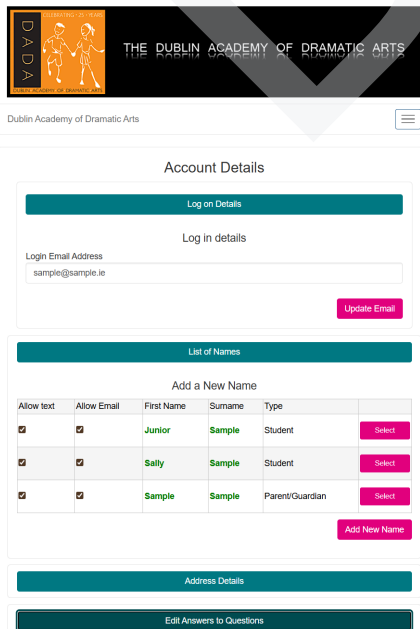 CELEBRATING - 25 - YEARS
DADA
DUBLIN ACADEMY OF DRAMATIC ARTS
THE DUBLIN ACADEMY OF DRAMATIC ARTS
Dublin Academy of Dramatic Arts
Account Details
Log on Details
Log in details
Login Email Address
sample@sample.ie
Update Email
List of Names
Add a New Name
Allow text Allow Email First Name Surname Type
Junior Sample Student Select
Sally Sample Student Select
Sample Sample Parent/Guardian Select
Add New Name
Address Details
Edit Answers to Questions